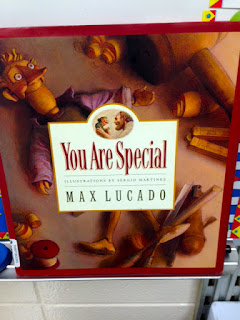 You Are Special
ILLUSTRATIONS BY SERGIO MARTINEZ
MAX LUCADO